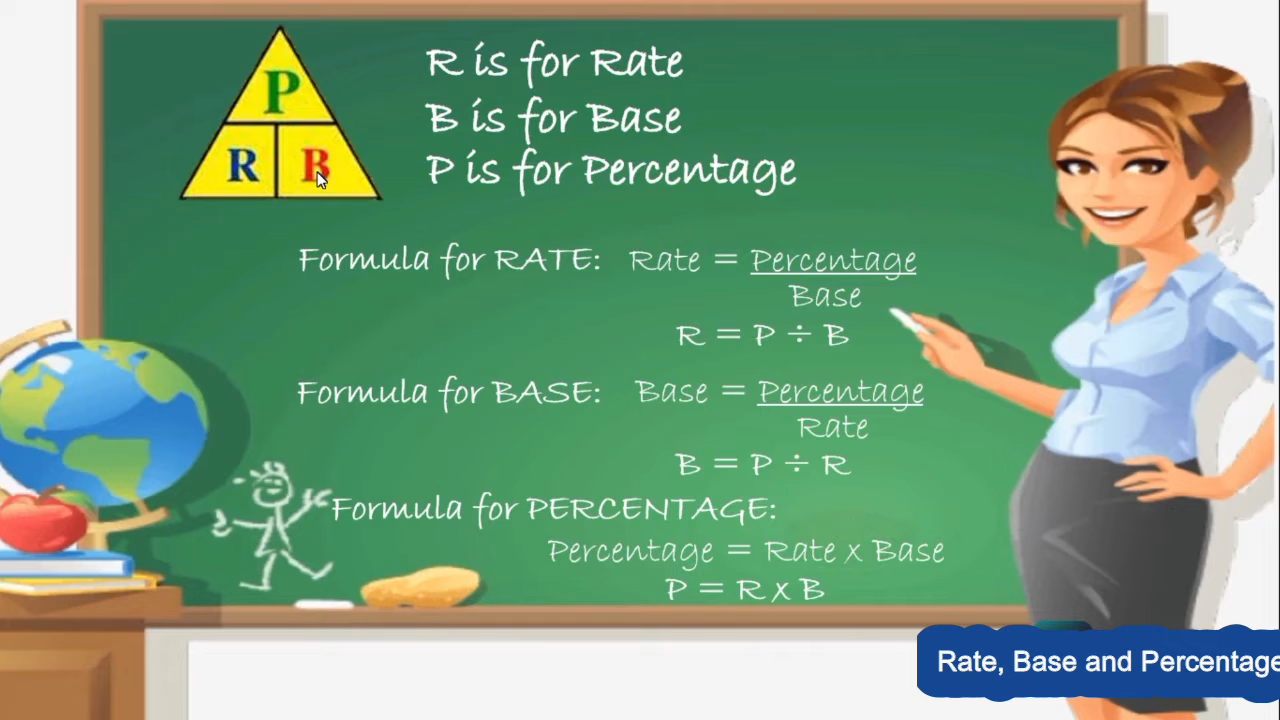 P
R B
R is for Rate
B is for Base
P is for Percentage
Formula for RATE: Rate = Percentage
Base
R = P ÷ B
Formula for BASE: Base = Percentage
Rate
B = P ÷ R
Formula for PERCENTAGE:
Percentage = Rate x Base
P = R x B
Rate, Base and Percentage